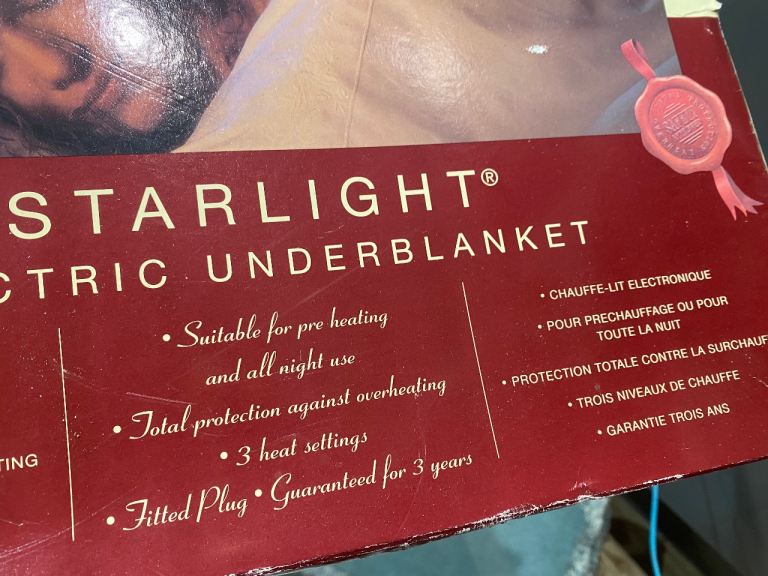 STARLIGHT®
CTRIC UNDERBLANKET
TING
• Suitable for pre heating
and all night use
• Total protection against overheating
• 3 heat settings
• Fitted Plug • Guaranteed for 3 years
• CHAUFFE-LIT ELECTRONIQUE
• POUR PRECHAUFFAGE OU POUR
TOUTE LA NUIT
• PROTECTION TOTALE CONTRE LA SURCHAUF
• TROIS NIVEAUX DE CHAUFFE
• GARANTIE TROIS ANS